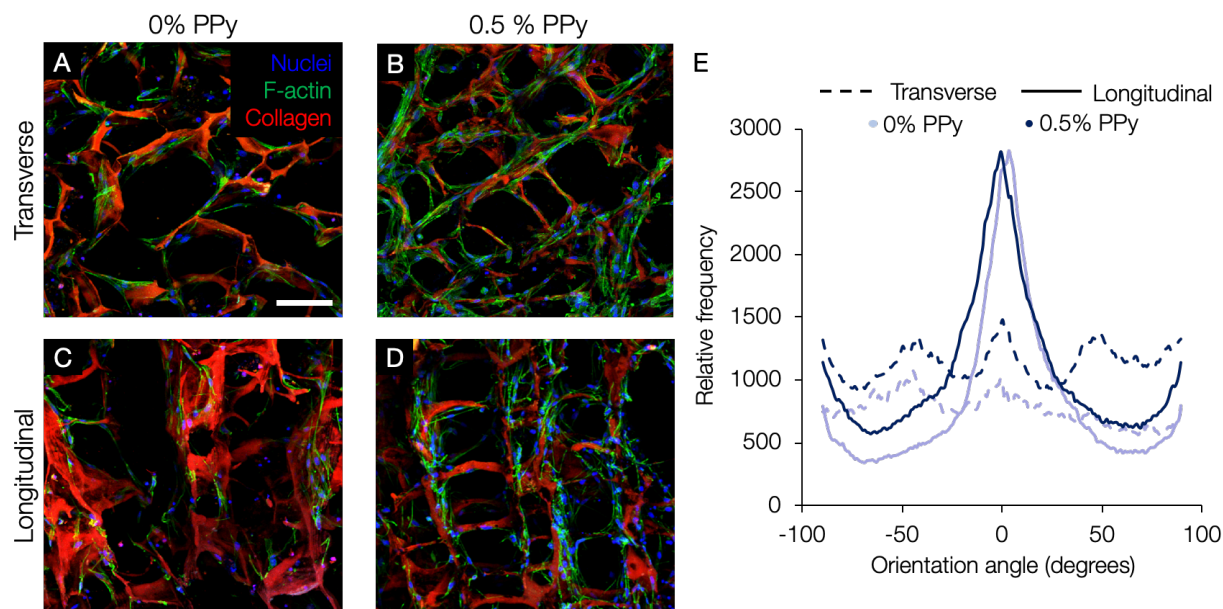 0% PPy
0.5 % PPy
Transverse
Longitudinal
A
Nuclei
F-actin
Collagen
B
C
D
E
Transverse
Longitudinal
0% PPy
0.5% PPy
Relative frequency
3000
2500
2000
1500
1000
500
0
-100
-50
0
50
100
Orientation angle (degrees)